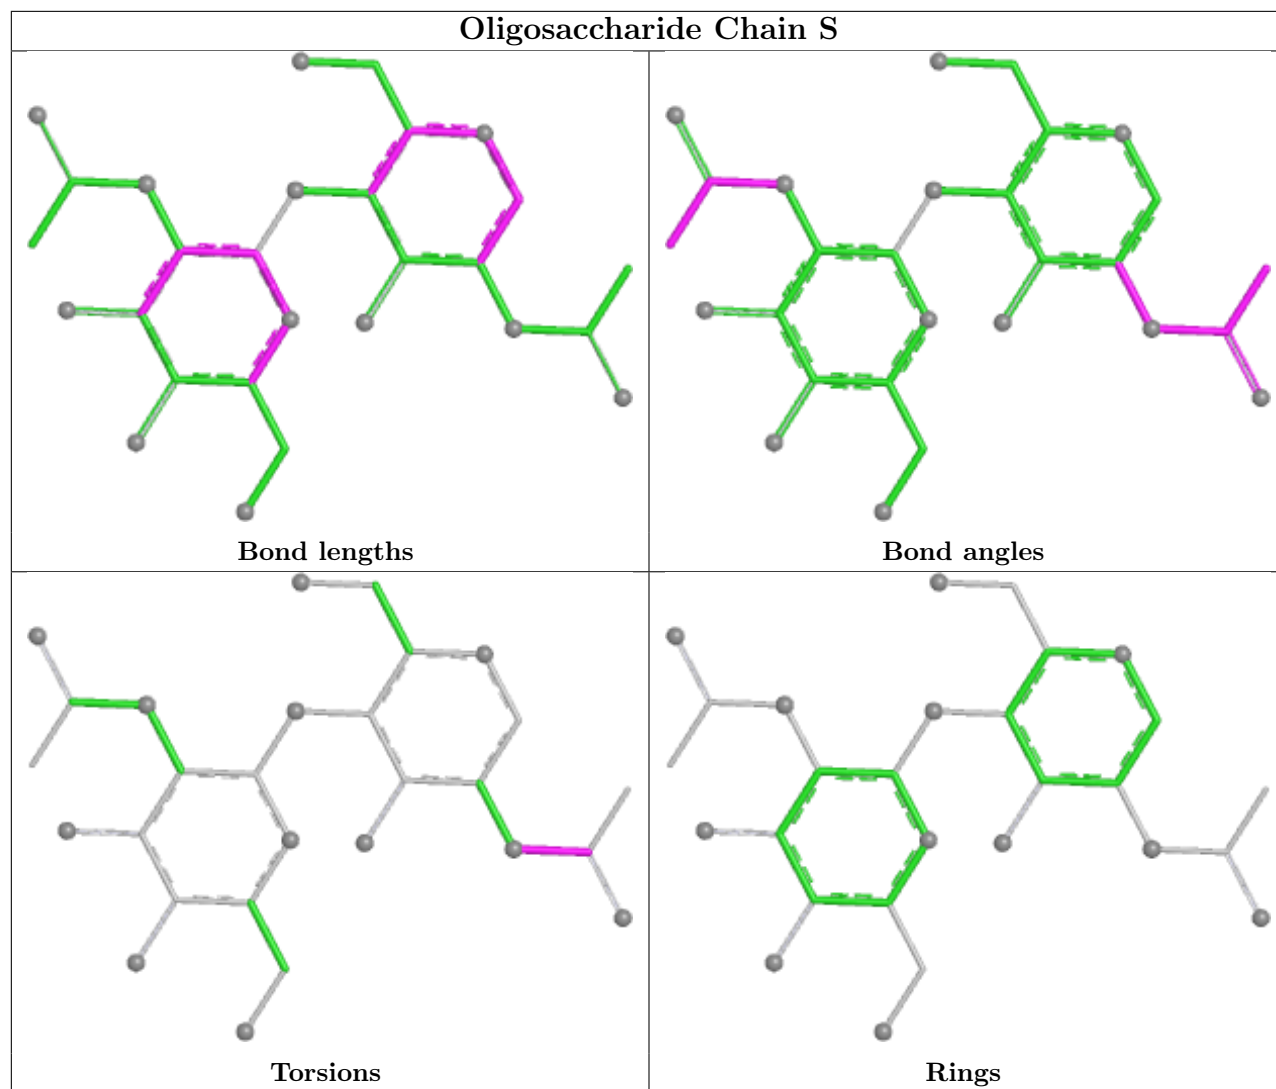 Oligosaccharide Chain S
Bond lengths
Bond angles
Torsions
Rings